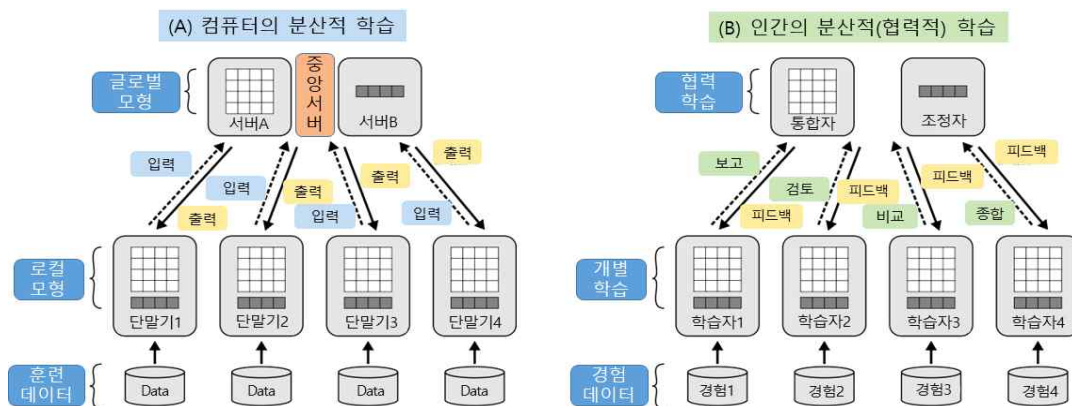 (A) 컴퓨터의 분산적 학습
(B) 인간의 분산적(협력적) 학습
글로벌
모형
서버A
중
앙
서
버
서버B
입력
입력
출력
출력
출력
입력
입력
출력
로컬
모형
단말기1
단말기2
단말기3
단말기4
훈련
데이터
Data
Data
Data
Data
협력
학습
통합자
조정자
보고
검토
피드백
피드백
피드백
피드백
비교
종합
개별
학습
학습자1
학습자2
학습자3
학습자4
경험
데이터
경험1
경험2
경험3
경험4